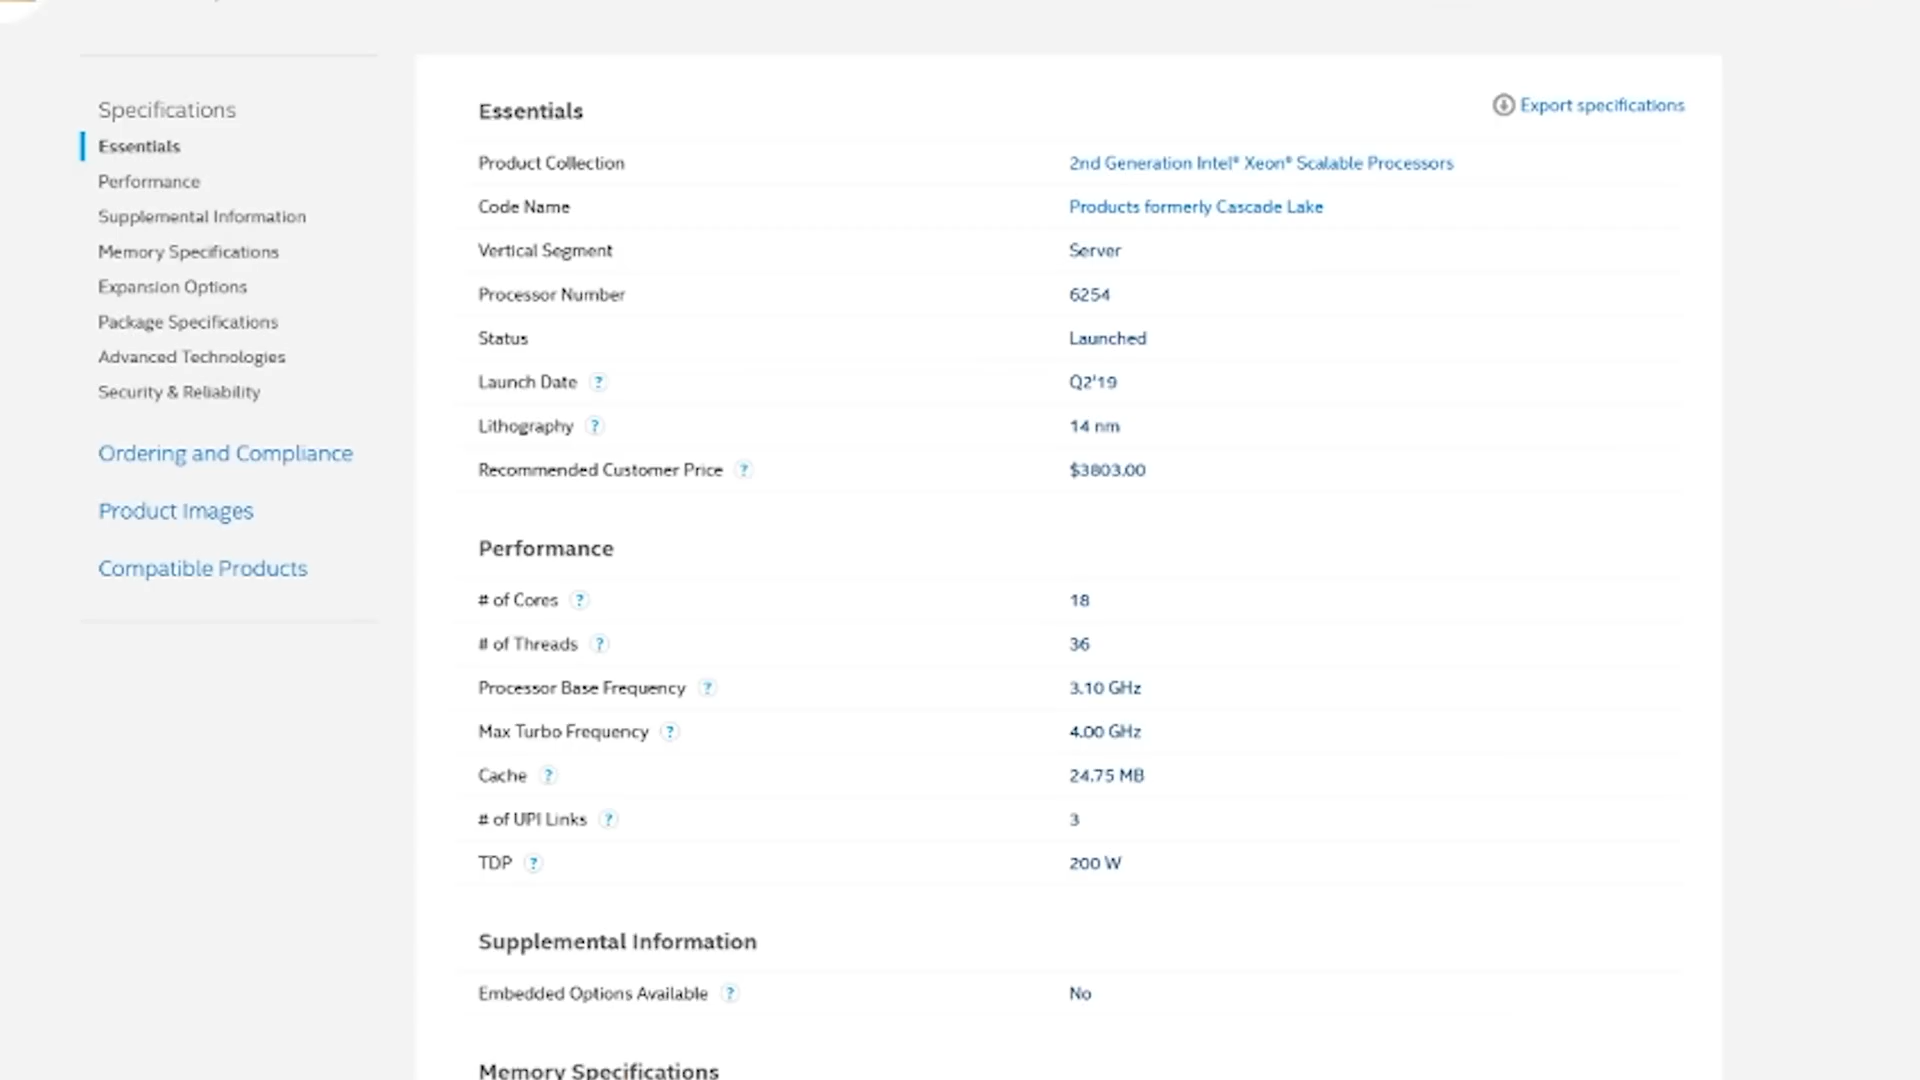 Specifications
Essentials
Performance
Supplemental Information
Memory Specifications
Expansion Options
Package Specifications
Advanced Technologies
Security & Reliability
Ordering and Compliance
Product Images
Compatible Products
Essentials
Export specifications
Product Collection 2nd Generation Intel® Xeon® Scalable Processors
Code Name Products formerly Cascade Lake
Vertical Segment Server
Processor Number 6254
Status Launched
Launch Date ? Q2'19
Lithography ? 14 nm
Recommended Customer Price ? $3803.00
Performance
# of Cores ? 18
# of Threads ? 36
Processor Base Frequency ? 3.10 GHz
Max Turbo Frequency ? 4.00 GHz
Cache ? 24.75 MB
# of UPI Links ? 3
TDP ? 200 W
Supplemental Information
Embedded Options Available ? No
Memory Specifications